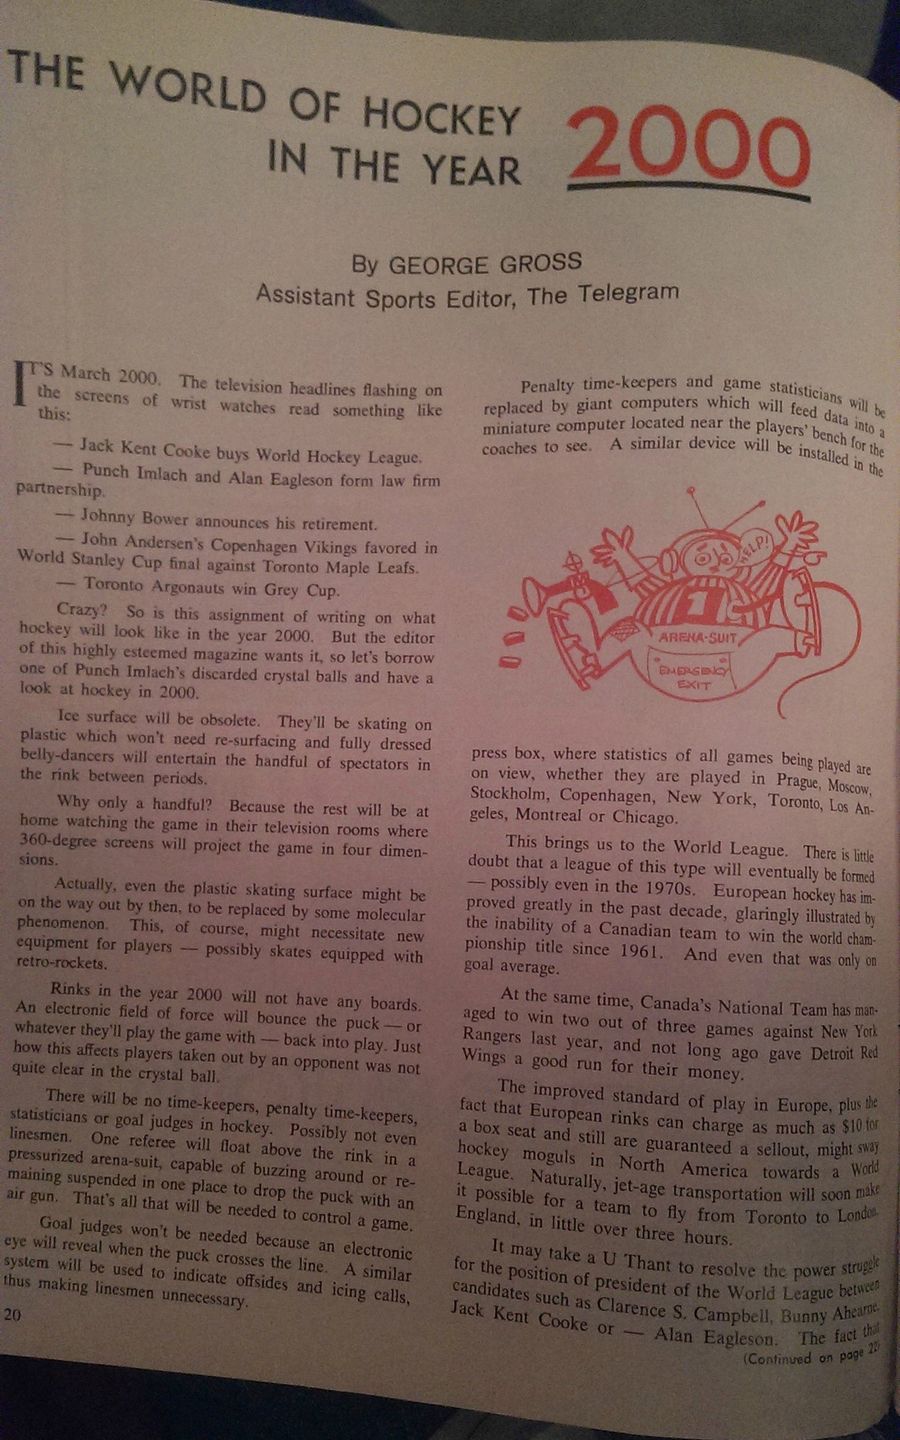 THE WORLD OF HOCKEY
IN THE YEAR 2000
By GEORGE GROSS
Assistant Sports Editor, The Telegram
IT'S March 2000. The television headlines flashing on
the screens of wrist watches read something like
this:
— Jack Kent Cooke buys World Hockey League.
— Punch Imlach and Alan Eagleson form law firm
partnership.
— Johnny Bower announces his retirement.
— John Andersen's Copenhagen Vikings favored in
World Stanley Cup final against Toronto Maple Leafs.
— Toronto Argonauts win Grey Cup.
Crazy? So is this assignment of writing on what
hockey will look like in the year 2000. But the editor
of this highly esteemed magazine wants it, so let's borrow
one of Punch Imlach's discarded crystal balls and have a
look at hockey in 2000.
Ice surface will be obsolete. They'll be skating on
plastic which won't need re-surfacing and fully dressed
belly-dancers will entertain the handful of spectators in
the rink between periods.
Why only a handful? Because the rest will be at
home watching the game in their television rooms where
360-degree screens will project the game in four dimen-
sions.
Actually, even the plastic skating surface might be
on the way out by then, to be replaced by some molecular
phenomenon. This, of course, might necessitate new
equipment for players — possibly skates equipped with
retro-rockets.
Rinks in the year 2000 will not have any boards.
An electronic field of force will bounce the puck — or
whatever they'll play the game with — back into play. Just
how this affects players taken out by an opponent was not
quite clear in the crystal ball.
There will be no time-keepers, penalty time-keepers,
statisticians or goal judges in hockey. Possibly not even
linesmen. One referee will float above the rink in a
pressurized arena-suit, capable of buzzing around or re-
maining suspended in one place to drop the puck with an
air gun. That's all that will be needed to control a game.
Goal judges won't be needed because an electronic
eye will reveal when the puck crosses the line. A similar
system will be used to indicate offsides and icing calls,
thus making linesmen unnecessary.
20
Penalty time-keepers and game statisticians will be
replaced by giant computers which will feed data into a
miniature computer located near the players' bench for the
coaches to see. A similar device will be installed in the
HELP!
1
ARENA-SUIT
EMERGENCY
EXIT
press box, where statistics of all games being played are
on view, whether they are played in Prague, Moscow,
Stockholm, Copenhagen, New York, Toronto, Los An-
geles, Montreal or Chicago.
This brings us to the World League. There is little
doubt that a league of this type will eventually be formed
— possibly even in the 1970s. European hockey has im-
proved greatly in the past decade, glaringly illustrated by
the inability of a Canadian team to win the world cham-
pionship title since 1961. And even that was only on
goal average.
At the same time, Canada's National Team has man-
aged to win two out of three games against New York
Rangers last year, and not long ago gave Detroit Red
Wings a good run for their money.
The improved standard of play in Europe, plus the
fact that European rinks can charge as much as $10 for
a box seat and still are guaranteed a sellout, might sway
hockey moguls in North America towards a World
League. Naturally, jet-age transportation will soon make
it possible for a team to fly from Toronto to London,
England, in little over three hours.
It may take a U Thant to resolve the power struggle
for the position of president of the World League between
candidates such as Clarence S. Campbell, Bunny Ahearne,
Jack Kent Cooke or — Alan Eagleson. The fact that
(Continued on page 22)